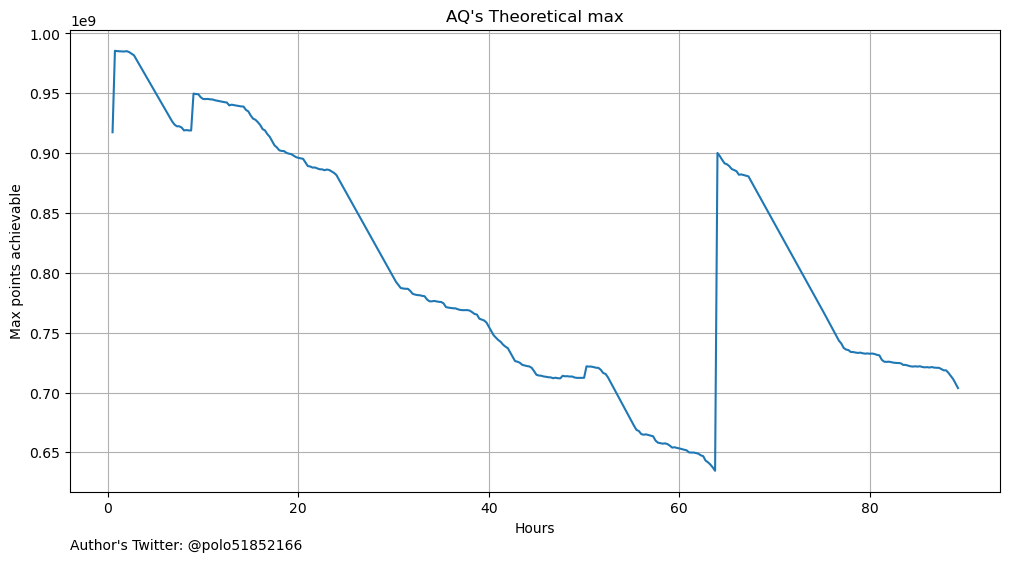 AQ's Theoretical max
1e9
1.00
0.95
0.90
0.85
0.80
0.75
0.70
0.65
Max points achievable
0 20 40 60 80
Hours
Author's Twitter: @polo51852166